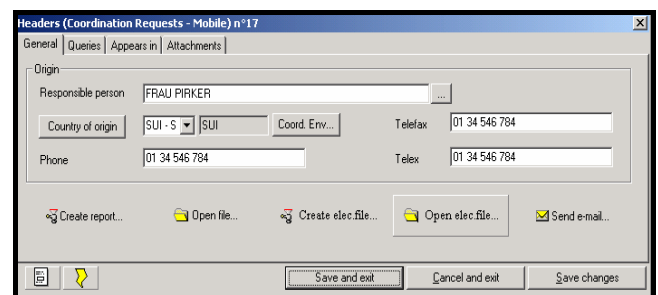 Headers (Coordination Requests - Mobile) n°17
General Queries Appears in Attachments
Origin
Responsible person FRAU PIRKER ...
Country of origin SUI - S SUI Coord. Env... Telefax 01 34 546 784
Phone 01 34 546 784 Telex 01 34 546 784
Create report... Open file... Create elec.file... Open elec.file... Send e-mail...
Save and exit Cancel and exit Save changes